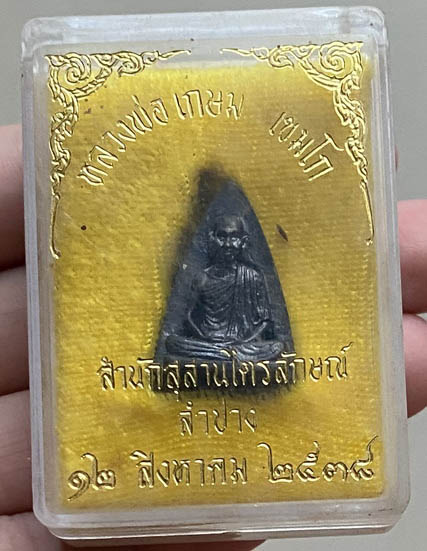 หลวงพ่อเกษม เขมโก
สำนักสุสานไตรลักษณ์
ลำปาง
๑๒ สิงหาคม ๒๕๓๘